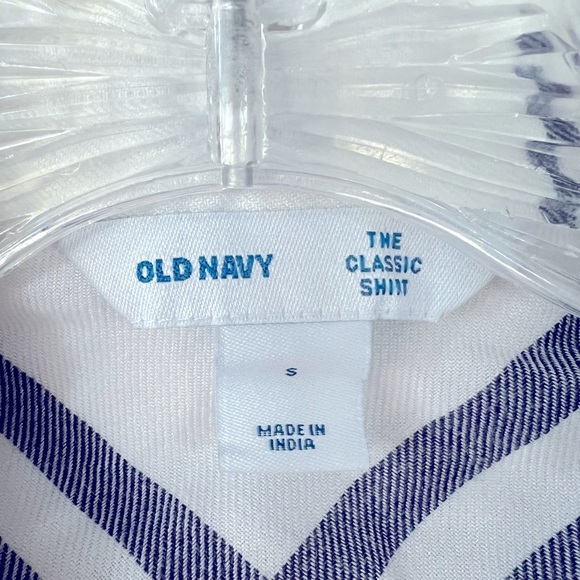 OLD NAVY
THE
CLASSIC
SHIRT
S
MADE IN
INDIA